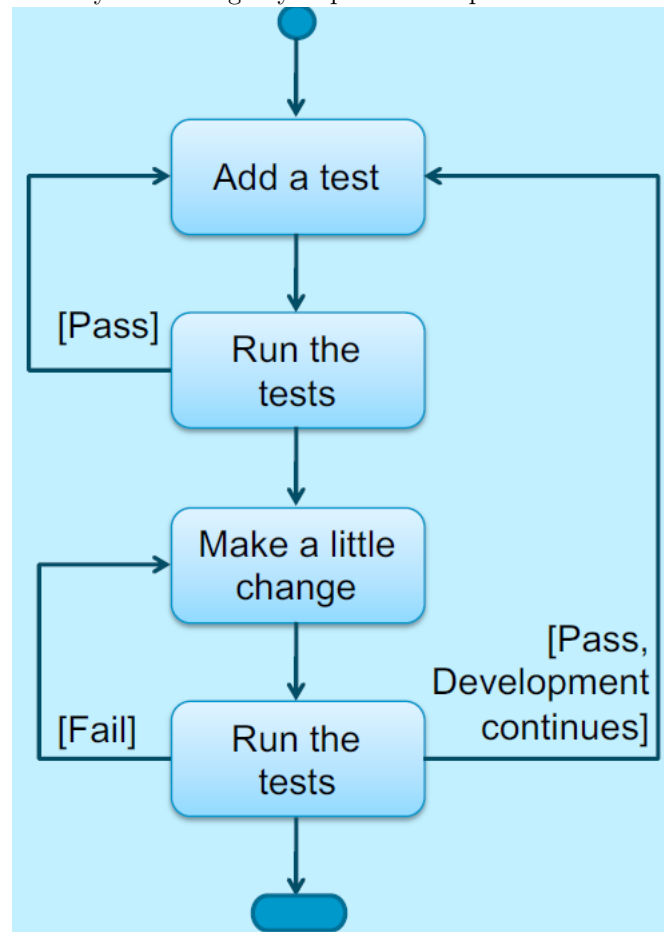 Add a test
[Pass]
Run the
tests
Make a little
change
[Pass,
Development
continues]
[Fail]
Run the
tests